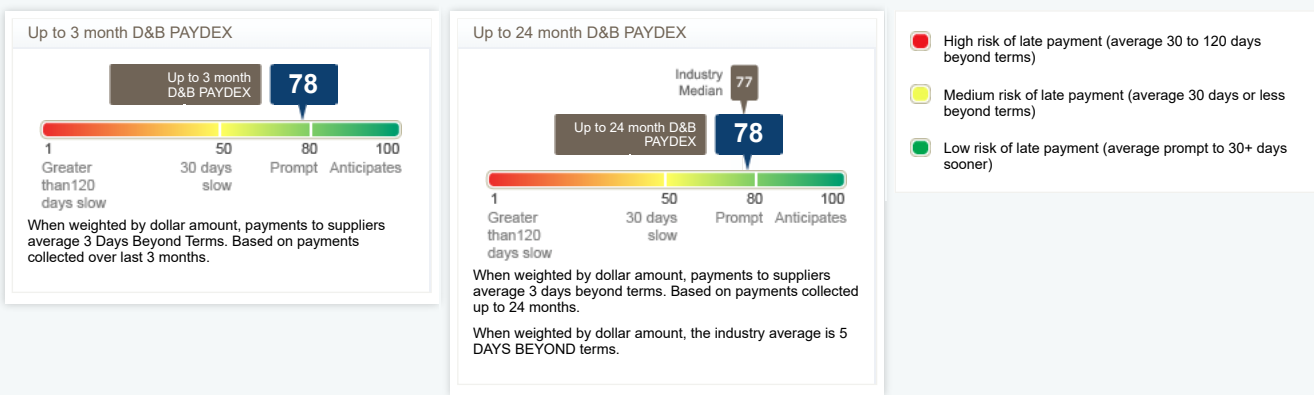 Up to 3 month D&B PAYDEX
Up to 3 month
D&B PAYDEX
78
1
50
80
100
Greater
than120
days slow
30 days
slow
Prompt
Anticipates
When weighted by dollar amount, payments to suppliers
average 3 Days Beyond Terms. Based on payments
collected over last 3 months.
Up to 24 month D&B PAYDEX
Industry
Median
77
Up to 24 month D&B
PAYDEX
78
1
50
80
100
Greater
than120
days slow
30 days
slow
Prompt
Anticipates
When weighted by dollar amount, payments to suppliers
average 3 days beyond terms. Based on payments collected
up to 24 months.
When weighted by dollar amount, the industry average is 5
DAYS BEYOND terms.
High risk of late payment (average 30 to 120 days
beyond terms)
Medium risk of late payment (average 30 days or less
beyond terms)
Low risk of late payment (average prompt to 30+ days
sooner)